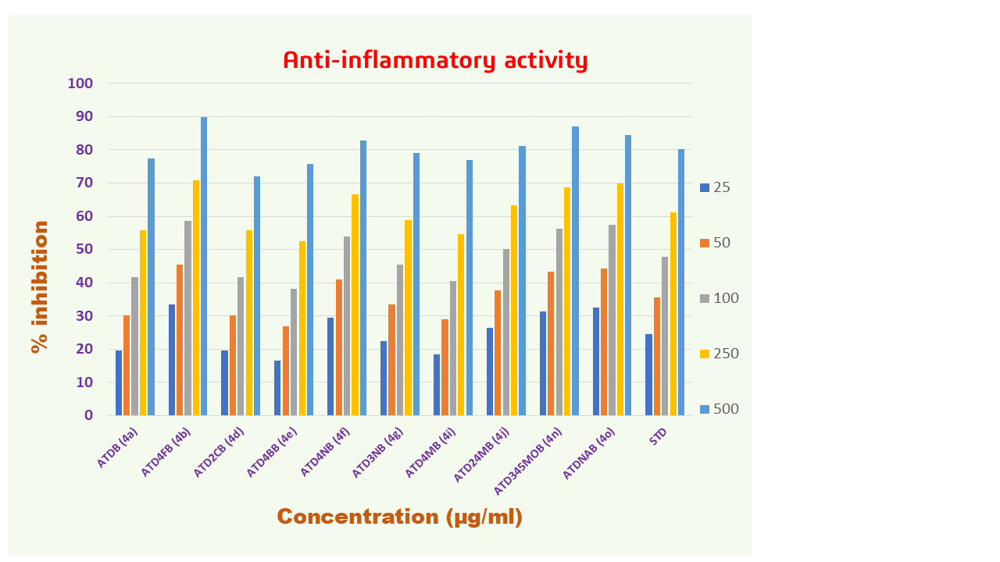 Anti-inflammatory activity
100
90
80
70
60
50
40
30
20
10
0
% inhibition
ATDB (4a)
ATD4FB (4b)
ATD2CB (4d)
ATD4BB (4e)
ATD4NB (4f)
ATD3NB (4g)
ATD4MB (4i)
ATD24MB (4j)
ATD345MOB (4n)
ATDNAB (4o)
STD
Concentration (µg/ml)
25
50
100
250
500